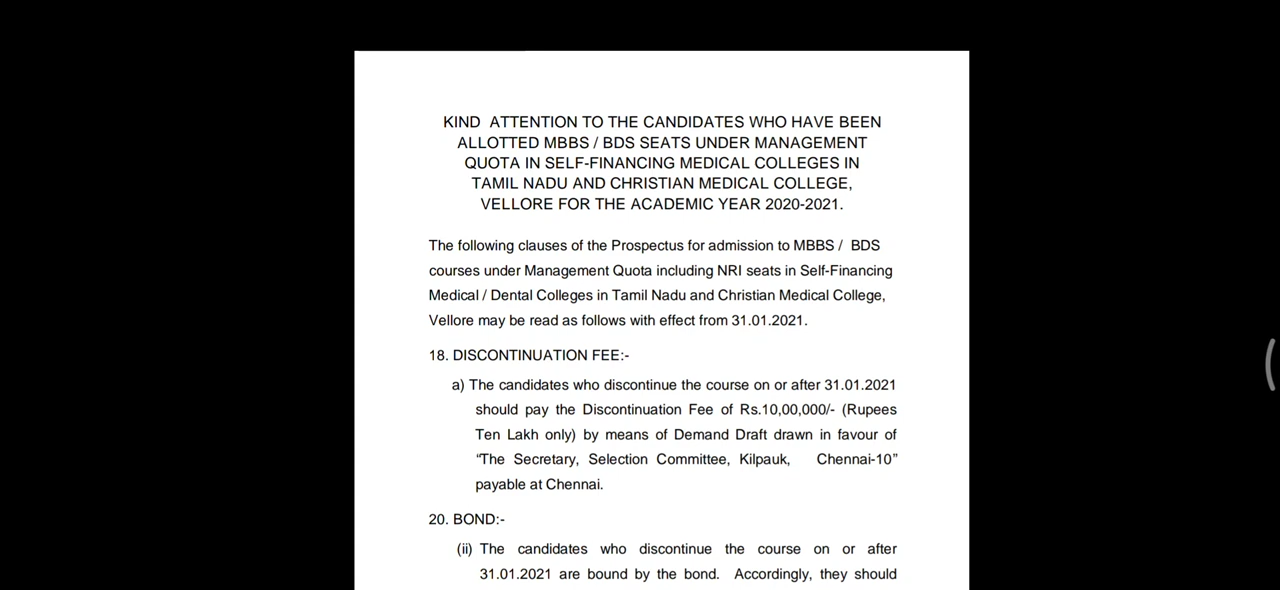 KIND ATTENTION TO THE CANDIDATES WHO HAVE BEEN
ALLOTTED MBBS / BDS SEATS UNDER MANAGEMENT
QUOTA IN SELF-FINANCING MEDICAL COLLEGES IN
TAMIL NADU AND CHRISTIAN MEDICAL COLLEGE,
VELLORE FOR THE ACADEMIC YEAR 2020-2021.
The following clauses of the Prospectus for admission to MBBS / BDS
courses under Management Quota including NRI seats in Self-Financing
Medical / Dental Colleges in Tamil Nadu and Christian Medical College,
Vellore may be read as follows with effect from 31.01.2021.
18. DISCONTINUATION FEE:-
a) The candidates who discontinue the course on or after 31.01.2021
should pay the Discontinuation Fee of Rs.10,00,000/- (Rupees
Ten Lakh only) by means of Demand Draft drawn in favour of
“The Secretary, Selection Committee, Kilpauk, Chennai-10”
payable at Chennai.
20. BOND:-
(ii) The candidates who discontinue the course on or after
31.01.2021 are bound by the bond. Accordingly, they should